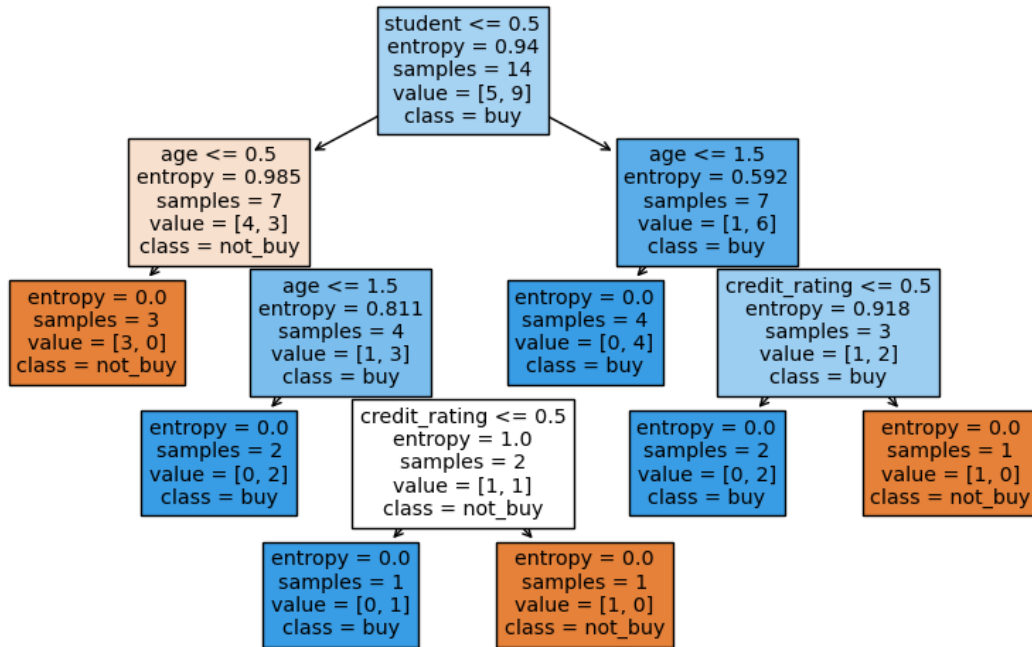 student <= 0.5
entropy = 0.94
samples = 14
value = [5, 9]
class = buy
age <= 0.5
entropy = 0.985
samples = 7
value = [4, 3]
class = not_buy
age <= 1.5
entropy = 0.592
samples = 7
value = [1, 6]
class = buy
entropy = 0.0
samples = 3
value = [3, 0]
class = not_buy
age <= 1.5
entropy = 0.811
samples = 4
value = [1, 3]
class = buy
entropy = 0.0
samples = 4
value = [0, 4]
class = buy
credit_rating <= 0.5
entropy = 0.918
samples = 3
value = [1, 2]
class = buy
entropy = 0.0
samples = 2
value = [0, 2]
class = buy
credit_rating <= 0.5
entropy = 1.0
samples = 2
value = [1, 1]
class = not_buy
entropy = 0.0
samples = 2
value = [0, 2]
class = buy
entropy = 0.0
samples = 1
value = [1, 0]
class = not_buy
entropy = 0.0
samples = 1
value = [0, 1]
class = buy
entropy = 0.0
samples = 1
value = [1, 0]
class = not_buy